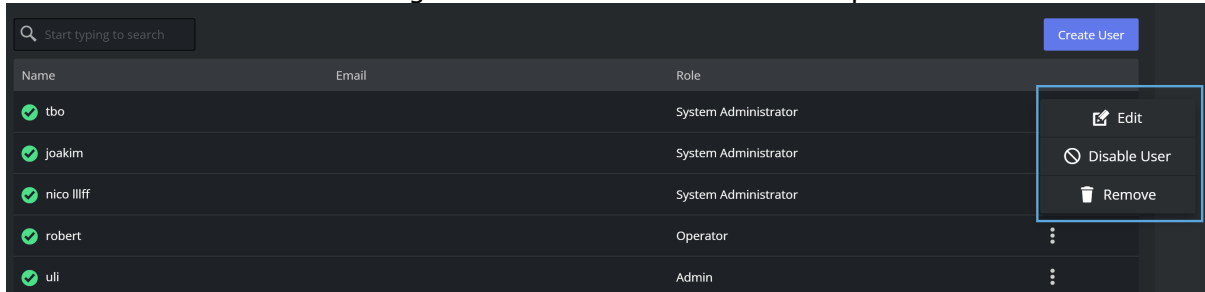 Start typing to search
Create User
Name Email Role
tbo System Administrator
Edit
joakim System Administrator
Disable User
nico lllff System Administrator
Remove
robert Operator
uli Admin